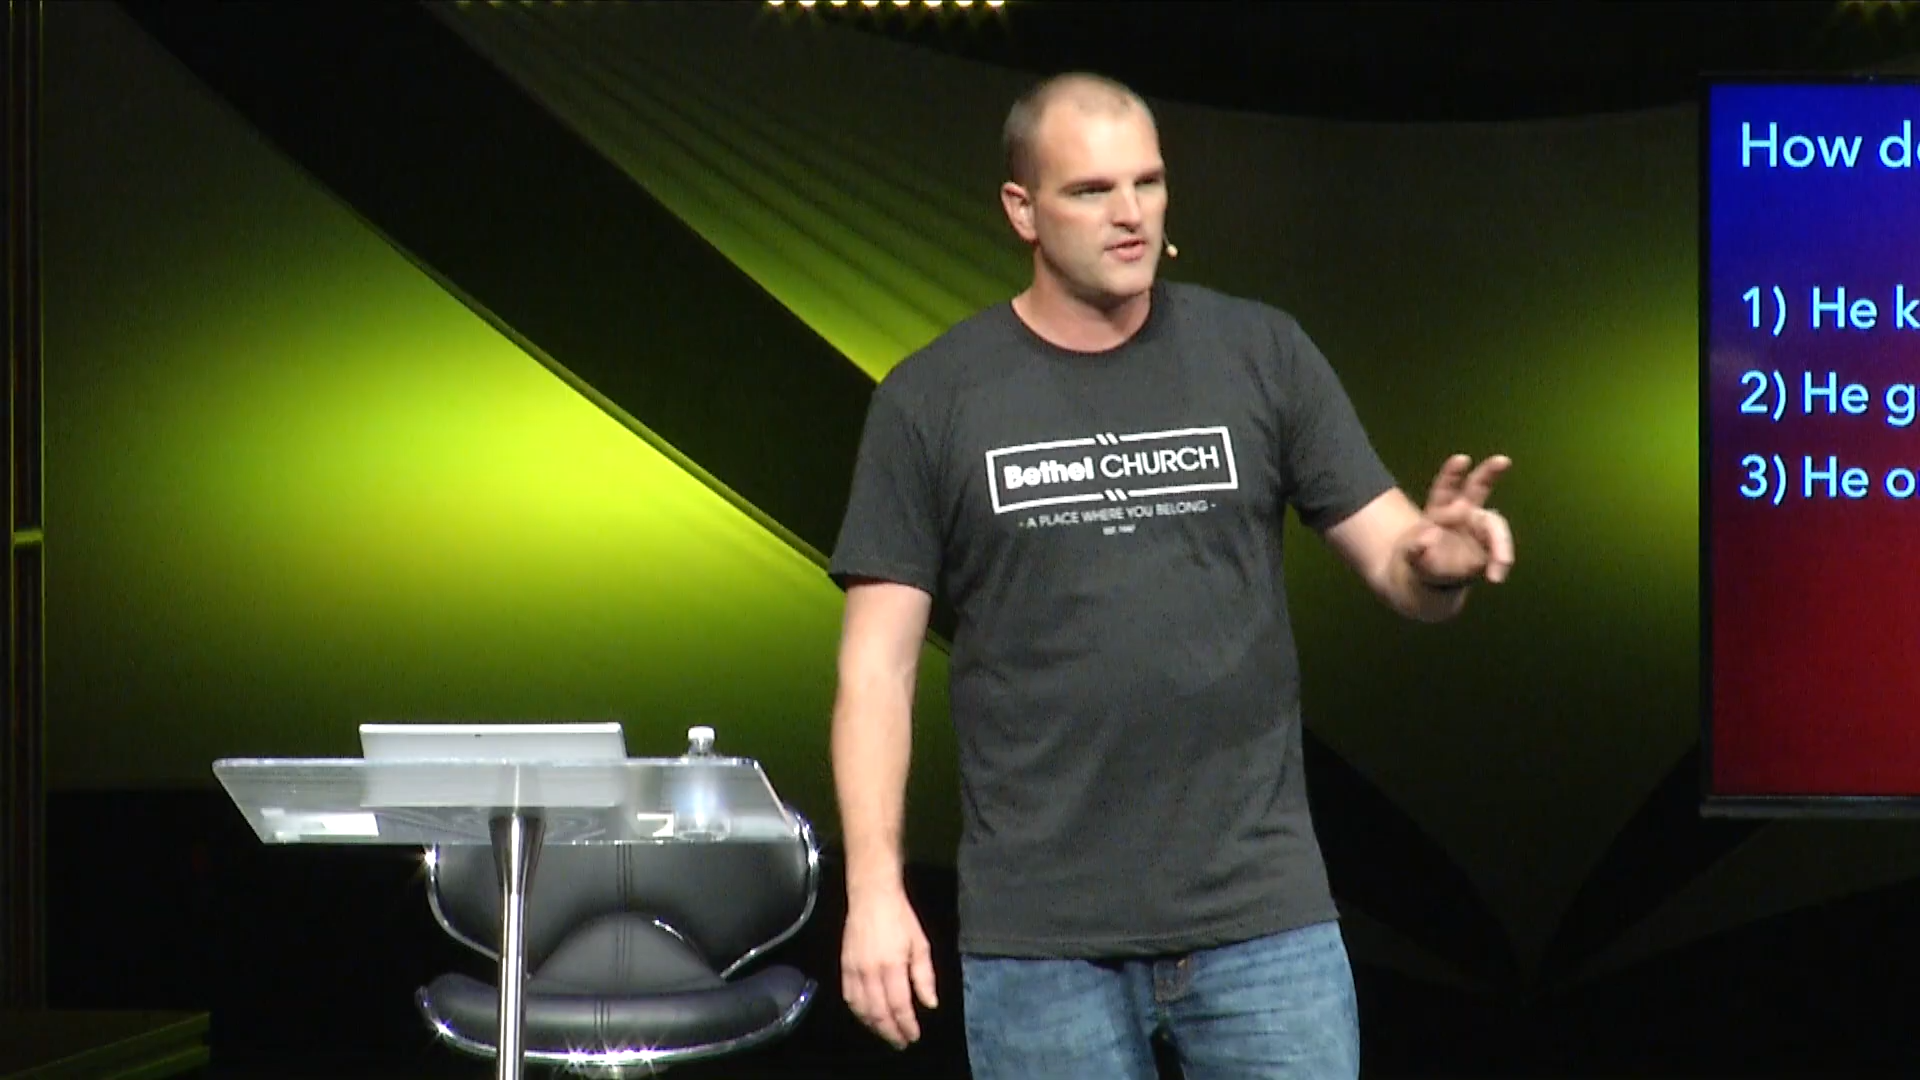 Bethel CHURCH
- A PLACE WHERE YOU BELONG -
How d
1) He k
2) He g
3) He o